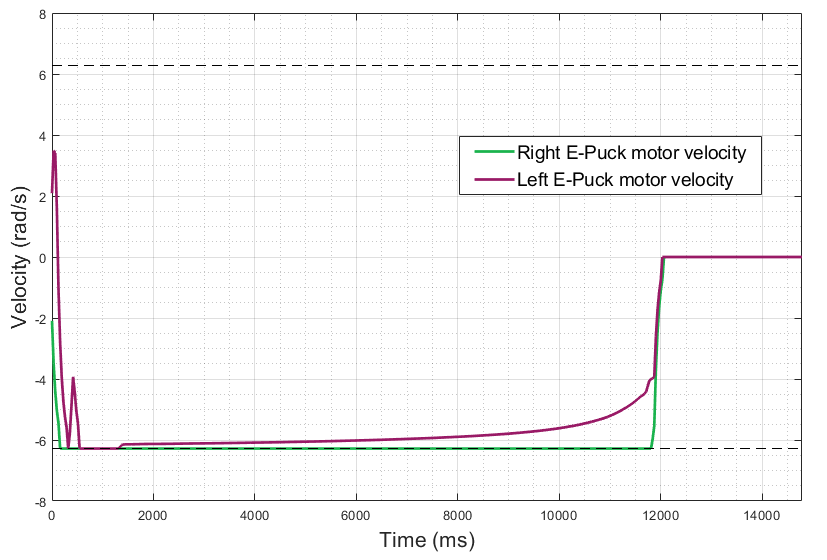 8
6
4
2
0
-2
-4
-6
-8
Velocity (rad/s)
Right E-Puck motor velocity
Left E-Puck motor velocity
0 2000 4000 6000 8000 10000 12000 14000
Time (ms)